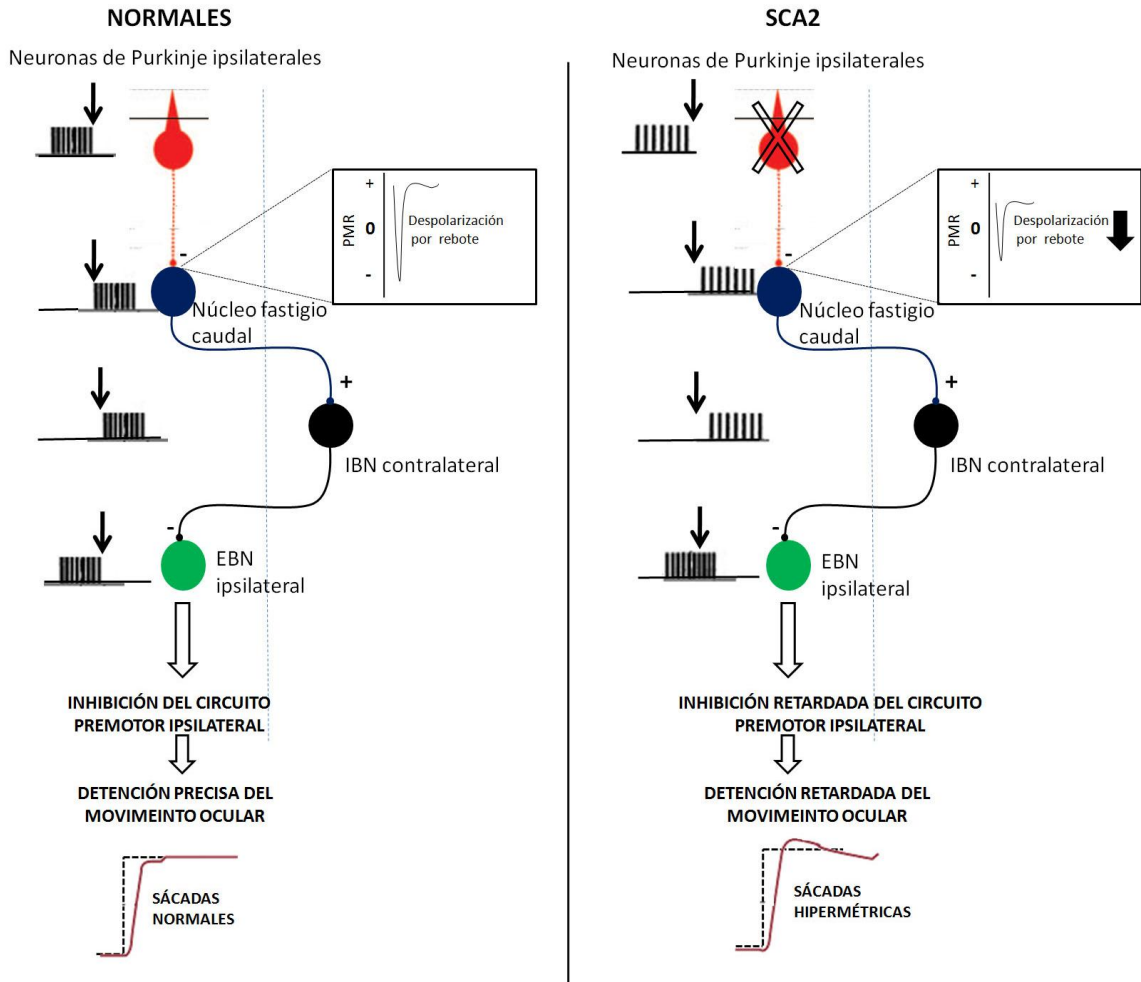 NORMALES
Neuronas de Purkinje ipsilaterales
+
PMR
0
-
Despolarización
por rebote
-
Núcleo fastigio
caudal
+
IBN contralateral
-
EBN
ipsilateral
INHIBICIÓN DEL CIRCUITO
PREMOTOR IPSILATERAL
DETENCIÓN PRECISA DEL
MOVIMEINTO OCULAR
SÁCADAS
NORMALES
SCA2
Neuronas de Purkinje ipsilaterales
+
PMR
0
-
Despolarización
por rebote
-
Núcleo fastigio
caudal
+
IBN contralateral
-
EBN
ipsilateral
INHIBICIÓN RETARDADA DEL CIRCUITO
PREMOTOR IPSILATERAL
DETENCIÓN RETARDADA DEL
MOVIMEINTO OCULAR
SÁCADAS
HIPERMÉTRICAS